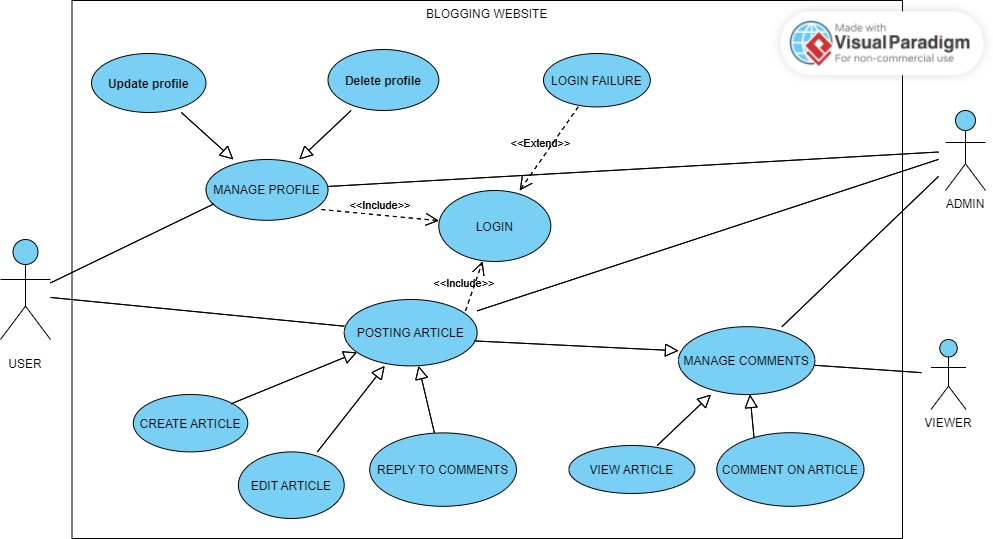 BLOGGING WEBSITE
Made with
Visual Paradigm
For non-commercial use
Update profile
Delete profile
LOGIN FAILURE
<<Extend>>
MANAGE PROFILE
<<Include>>
LOGIN
ADMIN
<<Include>>
USER
POSTING ARTICLE
MANAGE COMMENTS
CREATE ARTICLE
VIEWER
EDIT ARTICLE
REPLY TO COMMENTS
VIEW ARTICLE
COMMENT ON ARTICLE